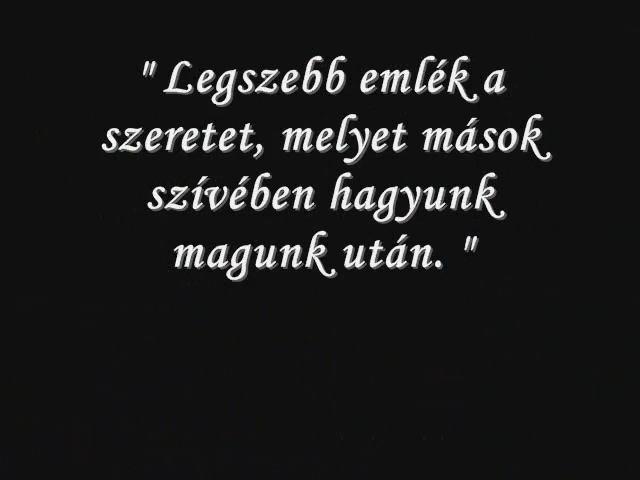 " Legszebb emlék a
szeretet, melyet mások
szívében hagyunk
magunk után. "